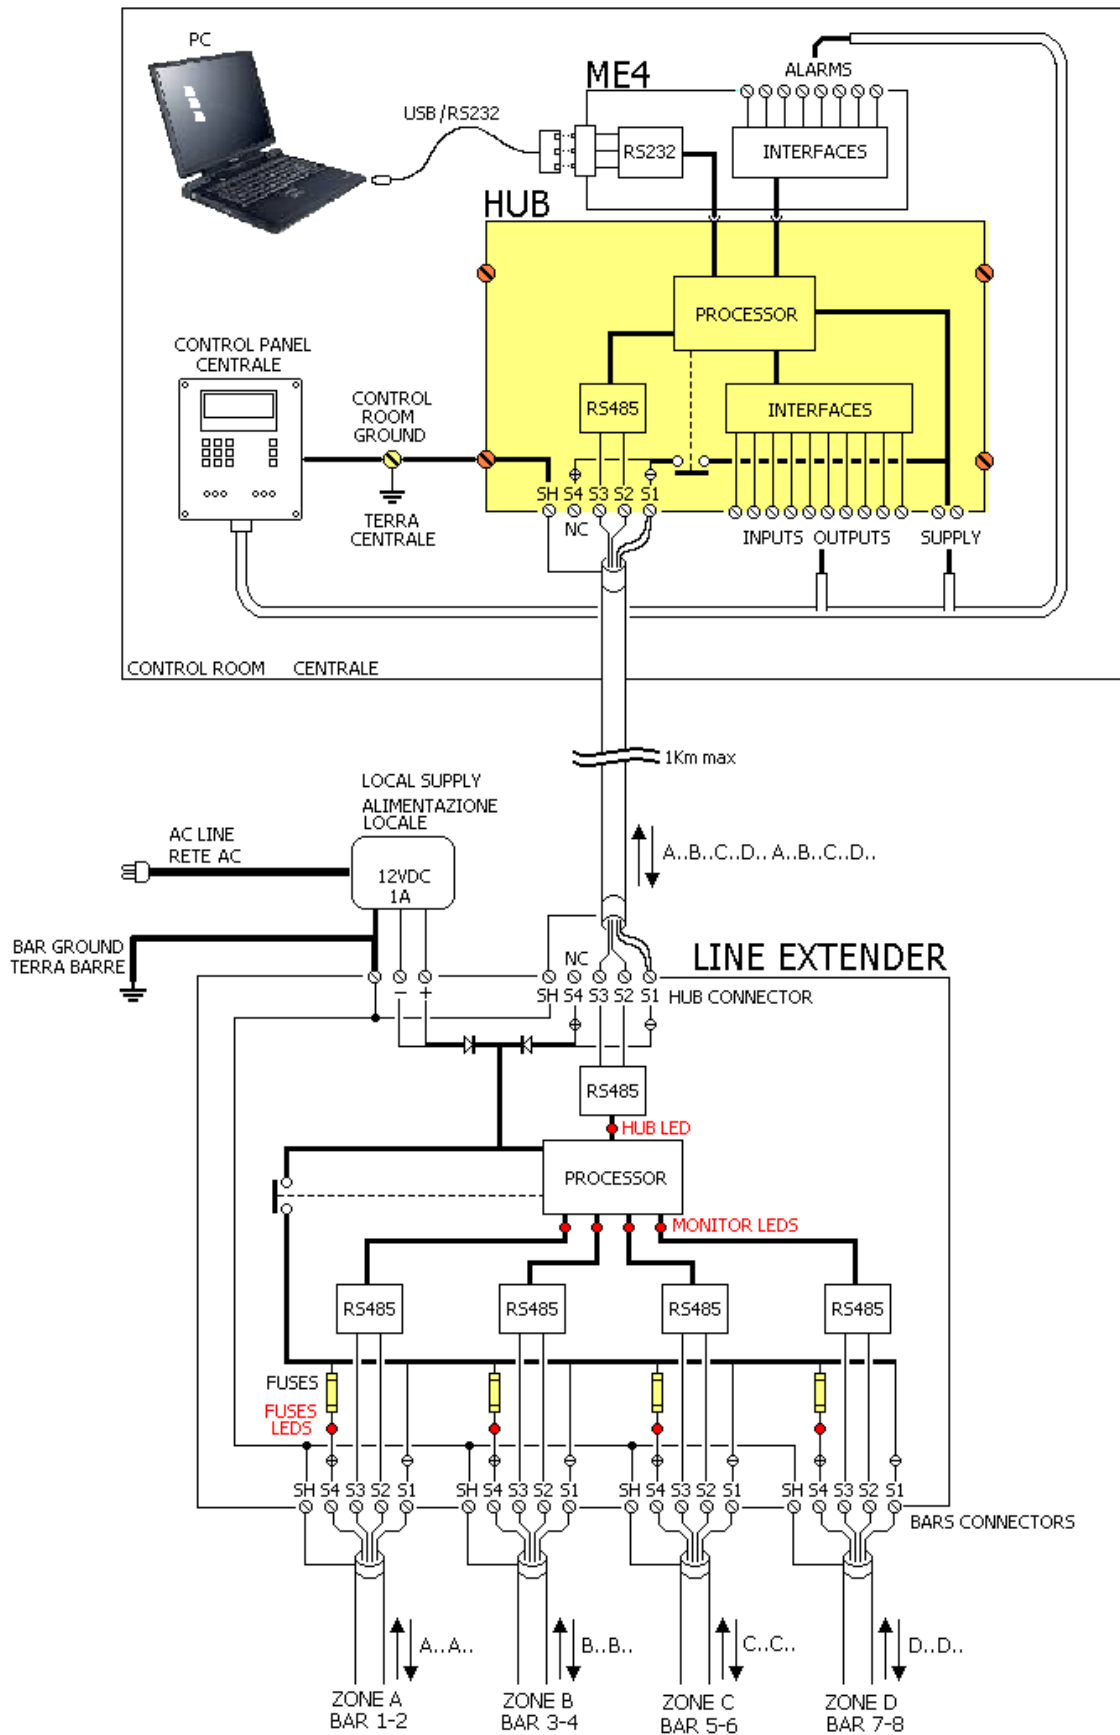 PC
ME4
ALARMS
USB/RS232
RS232
INTERFACES
HUB
PROCESSOR
CONTROL PANEL
CENTRALE
CONTROL
ROOM
GROUND
RS485
INTERFACES
SH S4 S3 S2 S1
NC
TERRA
CENTRALE
INPUTS OUTPUTS SUPPLY
CONTROL ROOM CENTRALE
1Km max
LOCAL SUPPLY
ALIMENTAZIONE
LOCALE
AC LINE
RETE AC
12VDC
1A
A..B..C..D.. A..B..C..D..
BAR GROUND
TERRA BARRE
NC
LINE EXTENDER
- +
SH S4 S3 S2 S1
HUB CONNECTOR
RS485
HUB LED
PROCESSOR
MONITOR LEDS
RS485 RS485 RS485 RS485
FUSES
FUSES
LEDS
SH S4 S3 S2 S1 SH S4 S3 S2 S1 SH S4 S3 S2 S1 SH S4 S3 S2 S1
BARS CONNECTORS
A..A.. B..B.. C..C.. D..D..
ZONE A ZONE B ZONE C ZONE D
BAR 1-2 BAR 3-4 BAR 5-6 BAR 7-8